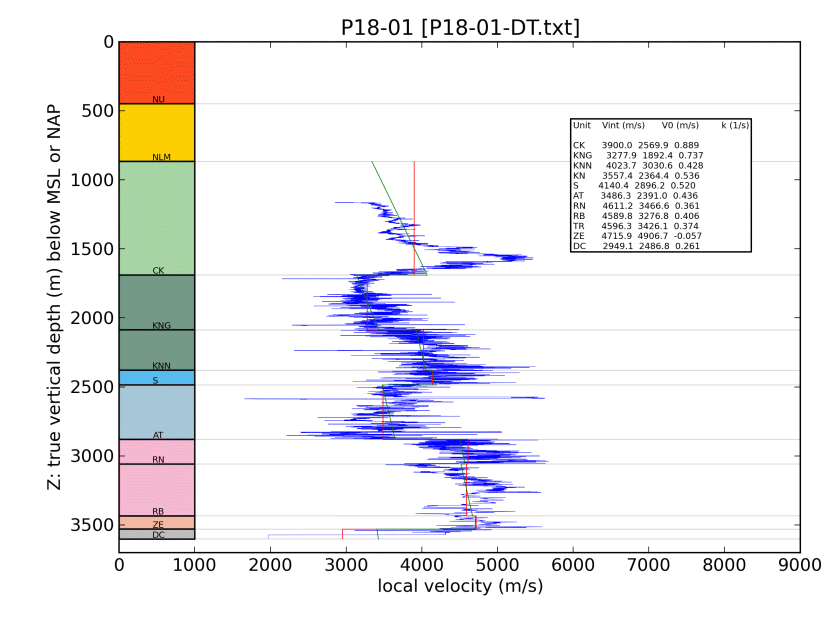 P18-01 [P18-01-DT.txt]
Z: true vertical depth (m) below MSL or NAP
0
500
1000
1500
2000
2500
3000
3500
NU
NLM
CK
KNG
KNN
S
AT
RN
RB
ZE
DC
Unit Vint (m/s) V0 (m/s) k (1/s)
CK 3900.0 2569.9 0.889
KNG 3277.9 1892.4 0.737
KNN 4023.7 3030.6 0.428
KN 3557.4 2364.4 0.536
S 4140.4 2896.2 0.520
AT 3486.3 2391.0 0.436
RN 4611.2 3466.6 0.361
RB 4589.8 3276.8 0.406
TR 4596.3 3426.1 0.374
ZE 4715.9 4906.7 -0.057
DC 2949.1 2486.8 0.261
0 1000 2000 3000 4000 5000 6000 7000 8000 9000
local velocity (m/s)